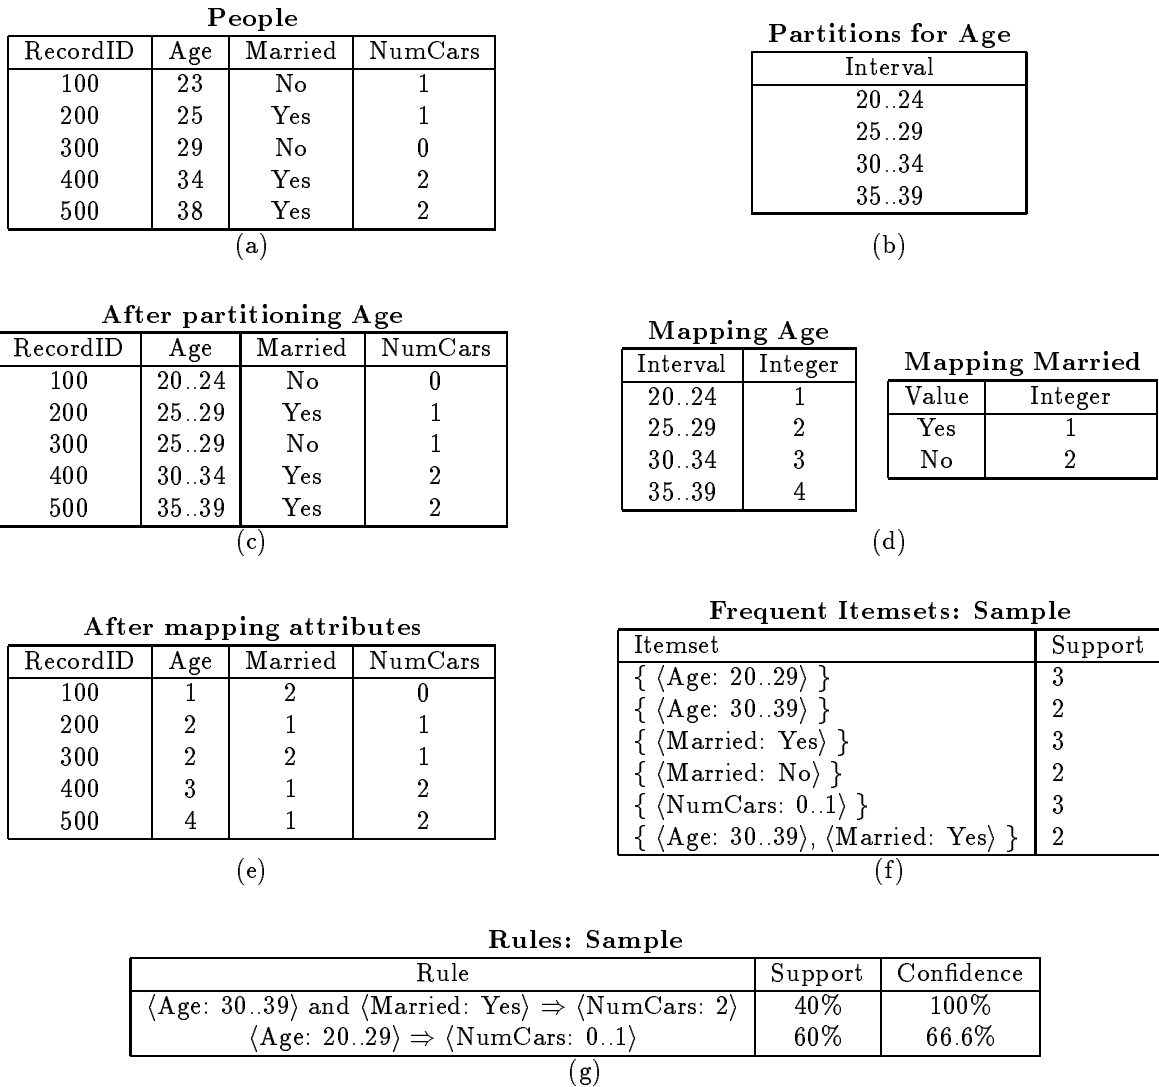 People
RecordID Age Married NumCars
100 23 No 1
200 25 Yes 1
300 29 No 0
400 34 Yes 2
500 38 Yes 2
(a)
Partitions for Age
Interval
20..24
25..29
30..34
35..39
(b)
After partitioning Age
RecordID Age Married NumCars
100 20..24 No 0
200 25..29 Yes 1
300 25..29 No 1
400 30..34 Yes 2
500 35..39 Yes 2
(c)
Mapping Age
Interval Integer
20..24 1
25..29 2
30..34 3
35..39 4
Mapping Married
Value Integer
Yes 1
No 2
(d)
After mapping attributes
RecordID Age Married NumCars
100 1 2 0
200 2 1 1
300 2 2 1
400 3 1 2
500 4 1 2
(e)
Frequent Itemsets: Sample
Itemset Support
{ ⟨Age: 20..29⟩ } 3
{ ⟨Age: 30..39⟩ } 2
{ ⟨Married: Yes⟩ } 3
{ ⟨Married: No⟩ } 2
{ ⟨NumCars: 0..1⟩ } 3
{ ⟨Age: 30..39⟩, ⟨Married: Yes⟩ } 2
(f)
Rules: Sample
Rule Support Confidence
⟨Age: 30..39⟩ and ⟨Married: Yes⟩ ⇒ ⟨NumCars: 2⟩ 40% 100%
⟨Age: 20..29⟩ ⇒ ⟨NumCars: 0..1⟩ 60% 66.6%
(g)